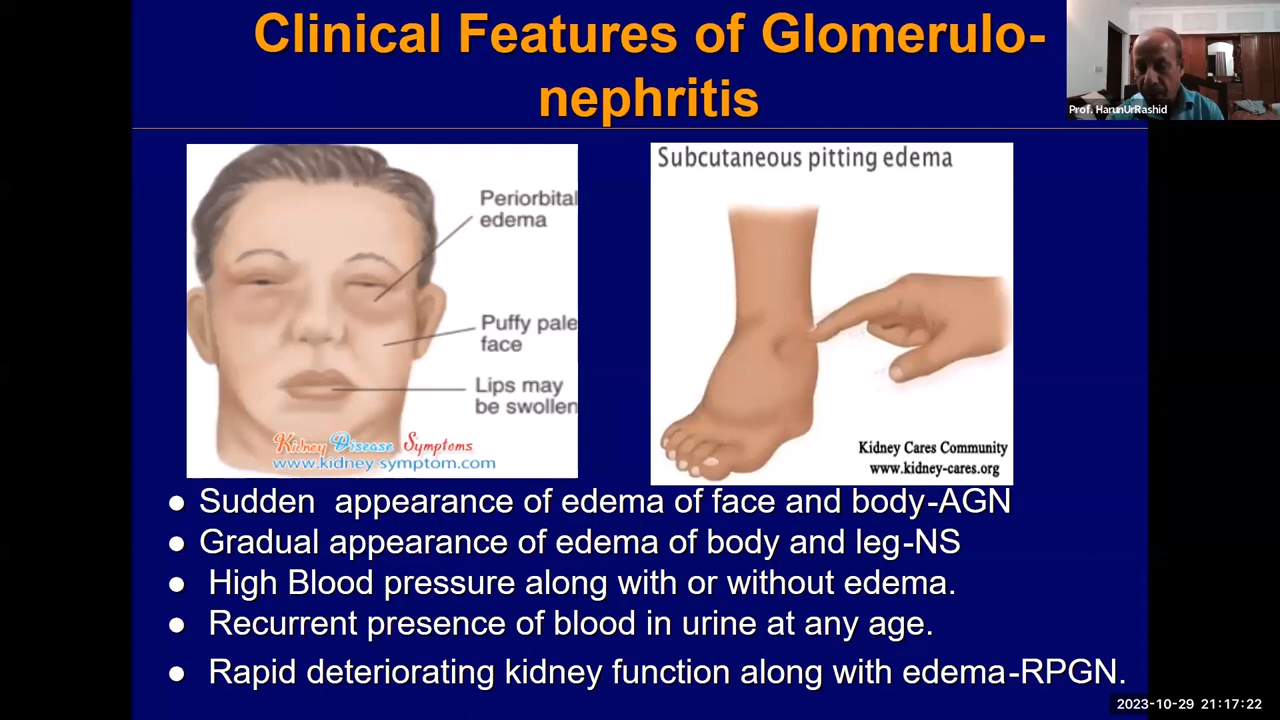 Clinical Features of Glomerulo-
nephritis
Prof. HarunUrRashid
Periorbital
edema
Puffy pale
face
Lips may
be swollen
Kidney Disease Symptoms
www.kidney-symptom.com
Subcutaneous pitting edema
Kidney Cares Community
www.kidney-cares.org
● Sudden appearance of edema of face and body-AGN
● Gradual appearance of edema of body and leg-NS
● High Blood pressure along with or without edema.
● Recurrent presence of blood in urine at any age.
● Rapid deteriorating kidney function along with edema-RPGN.
2023-10-29 21:17:22